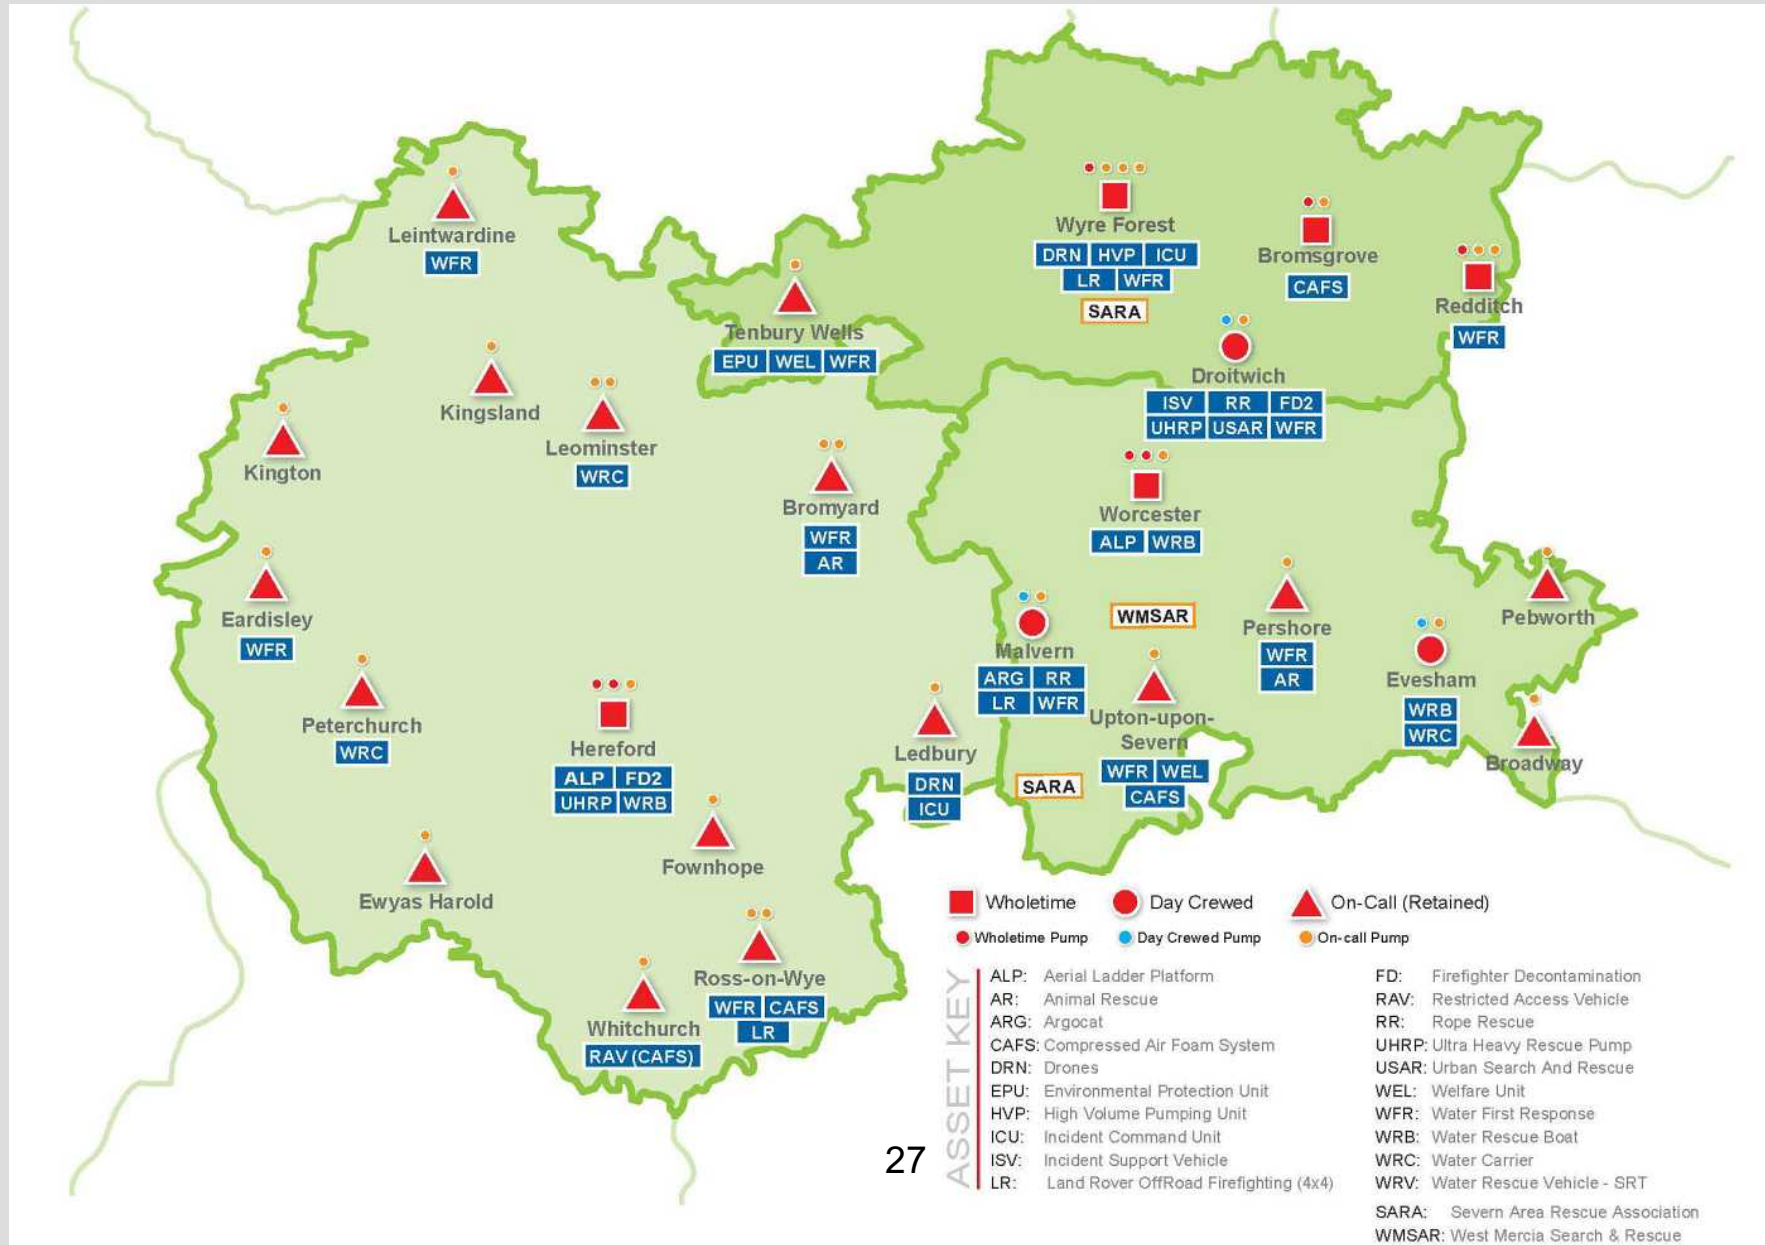 Leintwardine
WFR
Wyre Forest
DRN HVP ICU
LR WFR
SARA
Bromsgrove
CAFS
Redditch
WFR
Tenbury Wells
EPU WEL WFR
Droitwich
ISV RR FD2
UHRP USAR WFR
Kingsland
Leominster
WRC
Kington
Bromyard
WFR
AR
Worcester
ALP WRB
Eardisley
WFR
WMSAR
Pebworth
Malvern
ARG RR
LR WFR
Pershore
WFR
AR
Evesham
WRB
WRC
Peterchurch
WRC
Hereford
ALP FD2
UHRP WRB
Ledbury
DRN
ICU
Upton-upon-
Severn
WFR WEL
CAFS
SARA
Broadway
Fownhope
Ewyas Harold
Ross-on-Wye
WFR CAFS
LR
Whitchurch
RAV (CAFS)
Wholetime Day Crewed On-Call (Retained)
Wholetime Pump Day Crewed Pump On-call Pump
ASSET KEY
ALP: Aerial Ladder Platform
AR: Animal Rescue
ARG: Argocat
CAFS: Compressed Air Foam System
DRN: Drones
EPU: Environmental Protection Unit
HVP: High Volume Pumping Unit
ICU: Incident Command Unit
ISV: Incident Support Vehicle
LR: Land Rover OffRoad Firefighting (4x4)
FD: Firefighter Decontamination
RAV: Restricted Access Vehicle
RR: Rope Rescue
UHRP: Ultra Heavy Rescue Pump
USAR: Urban Search And Rescue
WEL: Welfare Unit
WFR: Water First Response
WRB: Water Rescue Boat
WRC: Water Carrier
WRV: Water Rescue Vehicle - SRT
SARA: Severn Area Rescue Association
WMSAR: West Mercia Search & Rescue
27